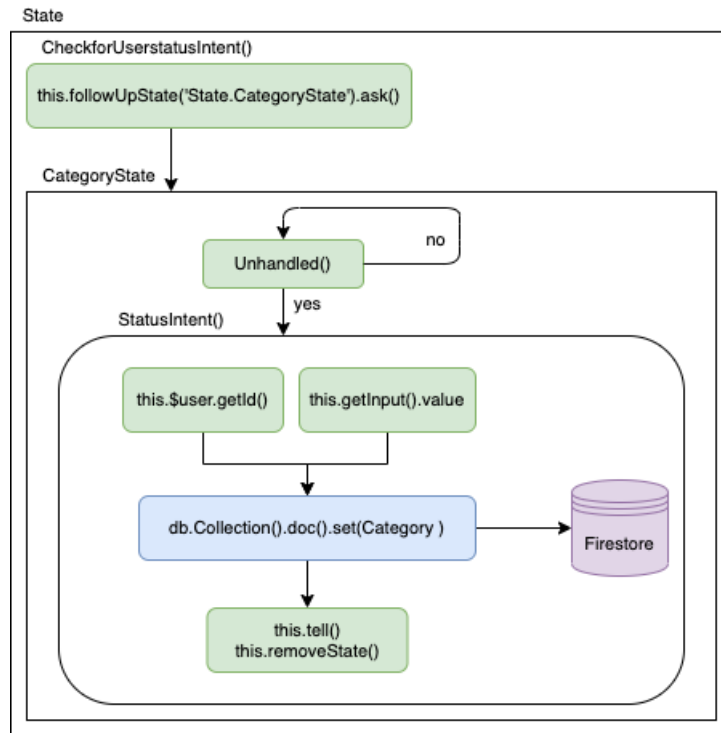 State
CheckforUserstatusIntent()
this.followUpState('State.CategoryState').ask()
CategoryState
Unhandled()
no
yes
StatusIntent()
this.$user.getId()
this.getInput().value
db.Collection().doc().set(Category )
Firestore
this.tell()
this.removeState()